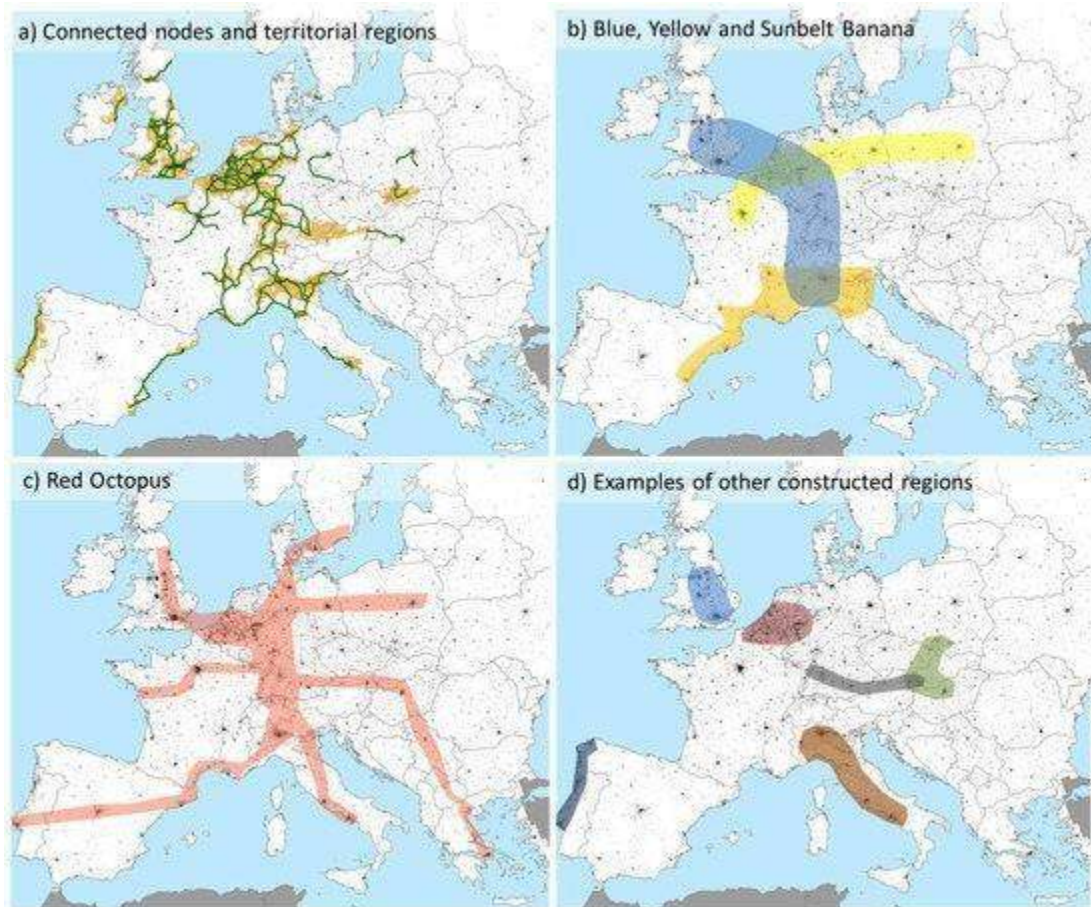 a) Connected nodes and territorial regions
b) Blue, Yellow and Sunbelt Banana
c) Red Octopus
d) Examples of other constructed regions